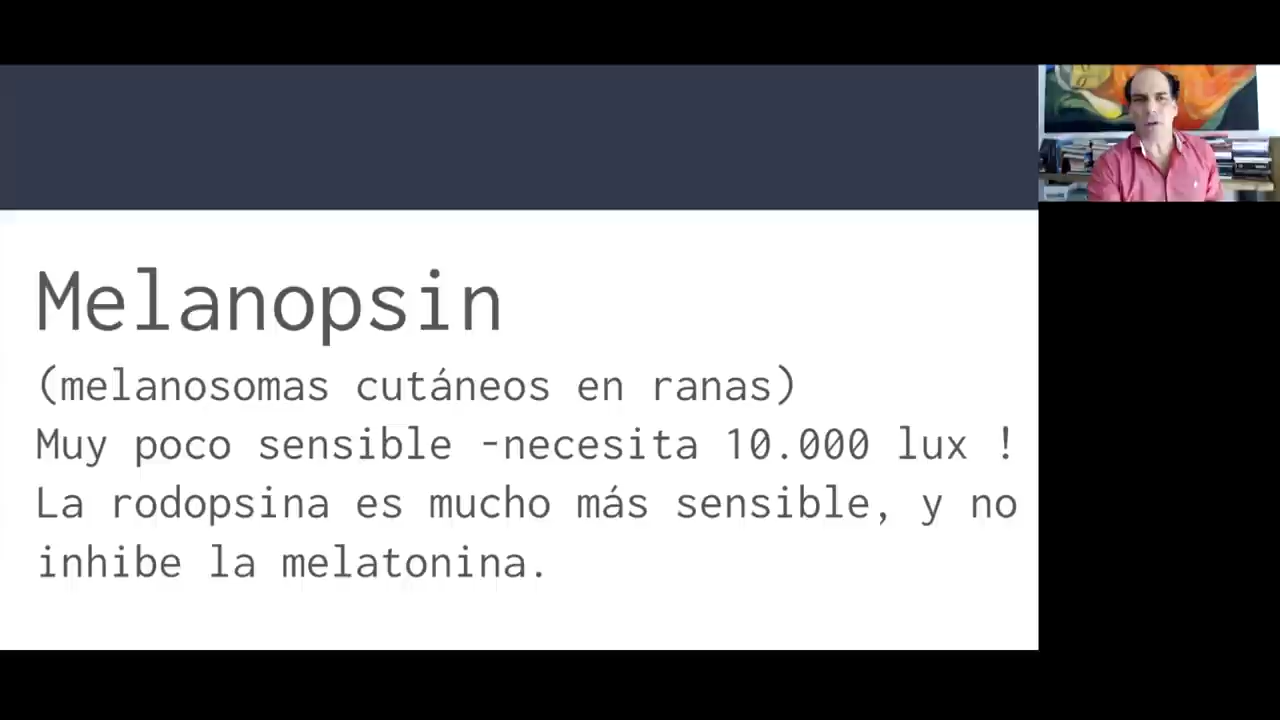 Melanopsin
(melanosomas cutáneos en ranas)
Muy poco sensible -necesita 10.000 lux !
La rodopsina es mucho más sensible, y no
inhibe la melatonina.